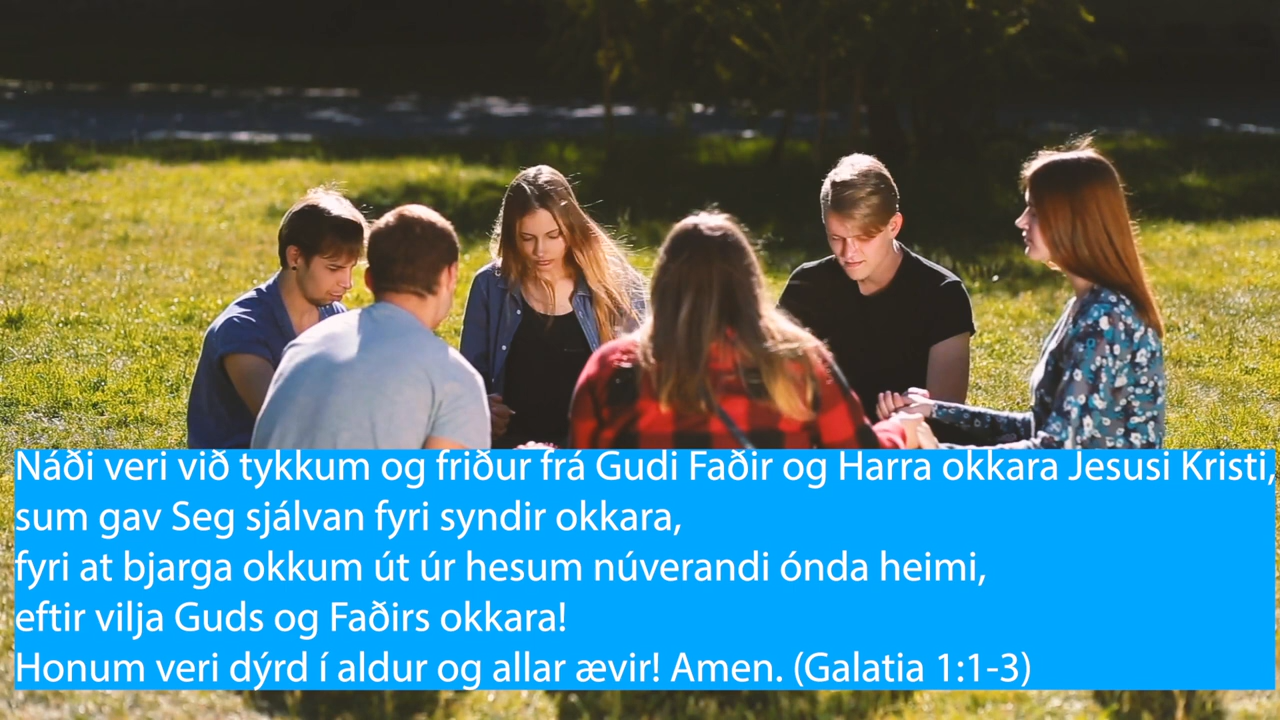 Náði veri við tykkum og friður frá Gudi Faðir og Harra okkara Jesusi Kristi,
sum gav Seg sjálvan fyri syndir okkara,
fyri at bjarga okkum út úr hesum núverandi ónda heimi,
eftir vilja Guds og Faðirs okkara!
Honum veri dýrd í aldur og allar ævir! Amen. (Galatia 1:1-3)